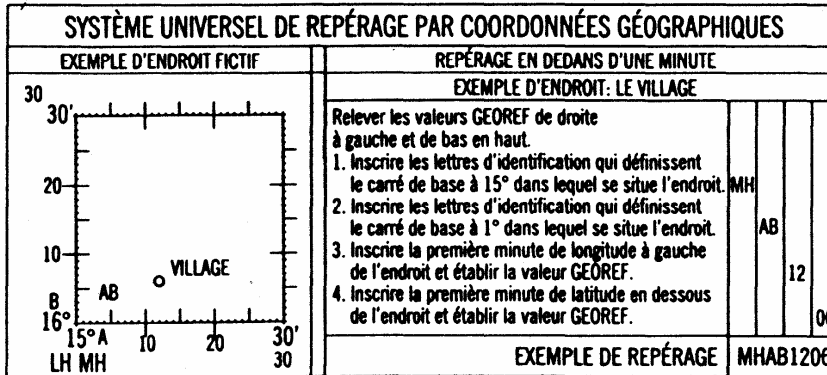 SYSTÈME UNIVERSEL DE REPÉRAGE PAR COORDONNÉES GÉOGRAPHIQUES
EXEMPLE D'ENDROIT FICTIF
REPÉRAGE EN DEDANS D'UNE MINUTE
EXEMPLE D'ENDROIT: LE VILLAGE
30
30'
20
10
VILLAGE
AB
B
16°
15° A
10
20
30'
LH MH
30
Relever les valeurs GEOREF de droite
à gauche et de bas en haut.
1. Inscrire les lettres d'identification qui définissent
le carré de base à 15° dans lequel se situe l'endroit. MH
2. Inscrire les lettres d'identification qui définissent
le carré de base à 1° dans lequel se situe l'endroit. AB
3. Inscrire la première minute de longitude à gauche
de l'endroit et établir la valeur GEOREF. 12
4. Inscrire la première minute de latitude en dessous
de l'endroit et établir la valeur GEOREF. 06
EXEMPLE DE REPÉRAGE MHAB1206